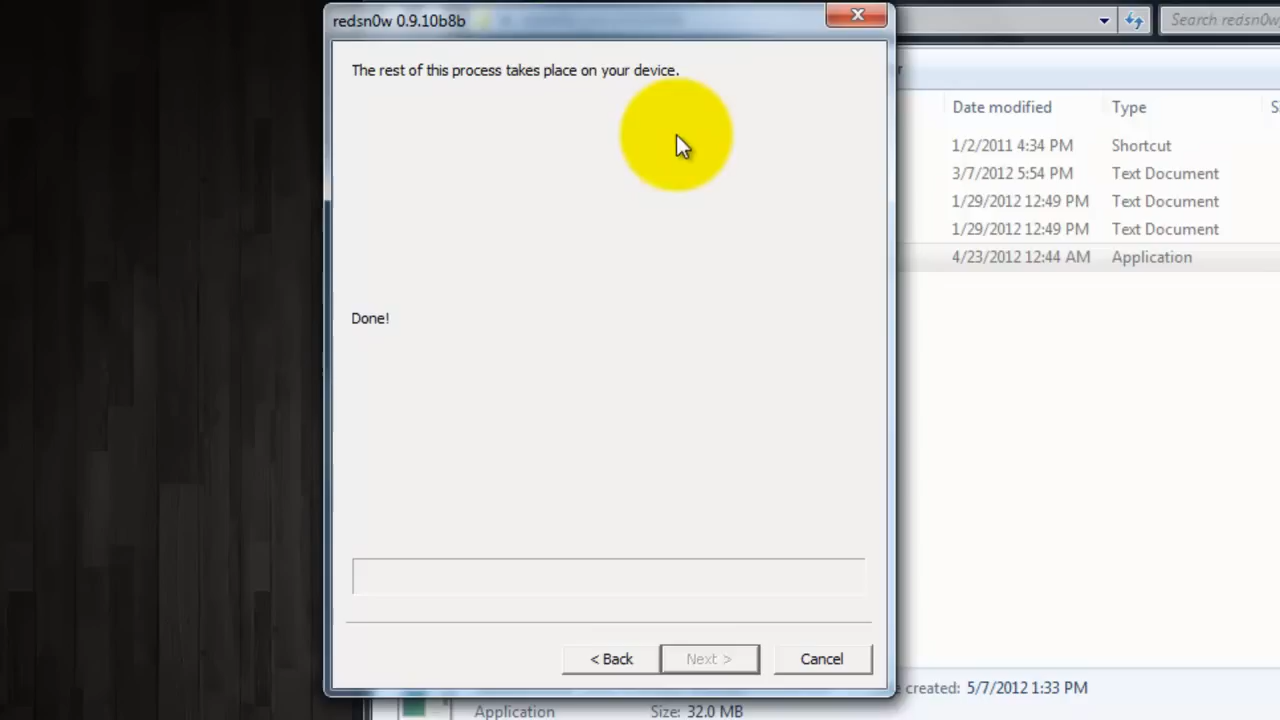 redsn0w 0.9.10b8b
Search redsn0w
The rest of this process takes place on your device.
Date modified Type
1/2/2011 4:34 PM Shortcut
3/7/2012 5:54 PM Text Document
1/29/2012 12:49 PM Text Document
1/29/2012 12:49 PM Text Document
4/23/2012 12:44 AM Application
Done!
< Back Next > Cancel
created: 5/7/2012 1:33 PM
Application Size: 32.0 MB